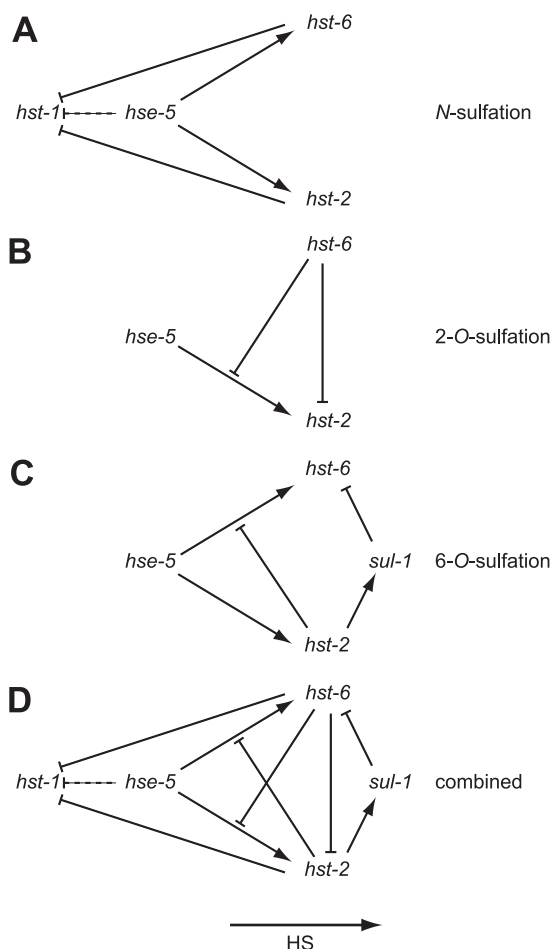 A
hst-6
hst-1
hse-5
N-sulfation
hst-2
B
hst-6
hse-5
2-O-sulfation
hst-2
C
hst-6
hse-5
sul-1
6-O-sulfation
hst-2
D
hst-6
hst-1
hse-5
sul-1
combined
hst-2
HS